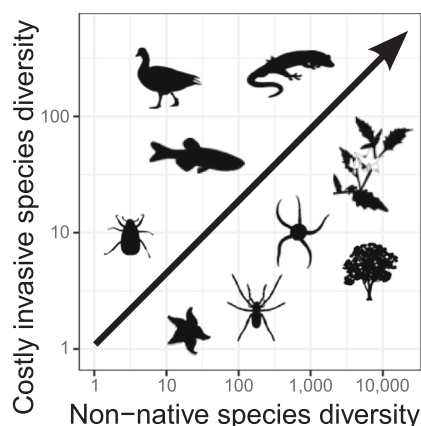 Costly invasive species diversity
100
10
1
1 10 100 1,000 10,000
Non−native species diversity